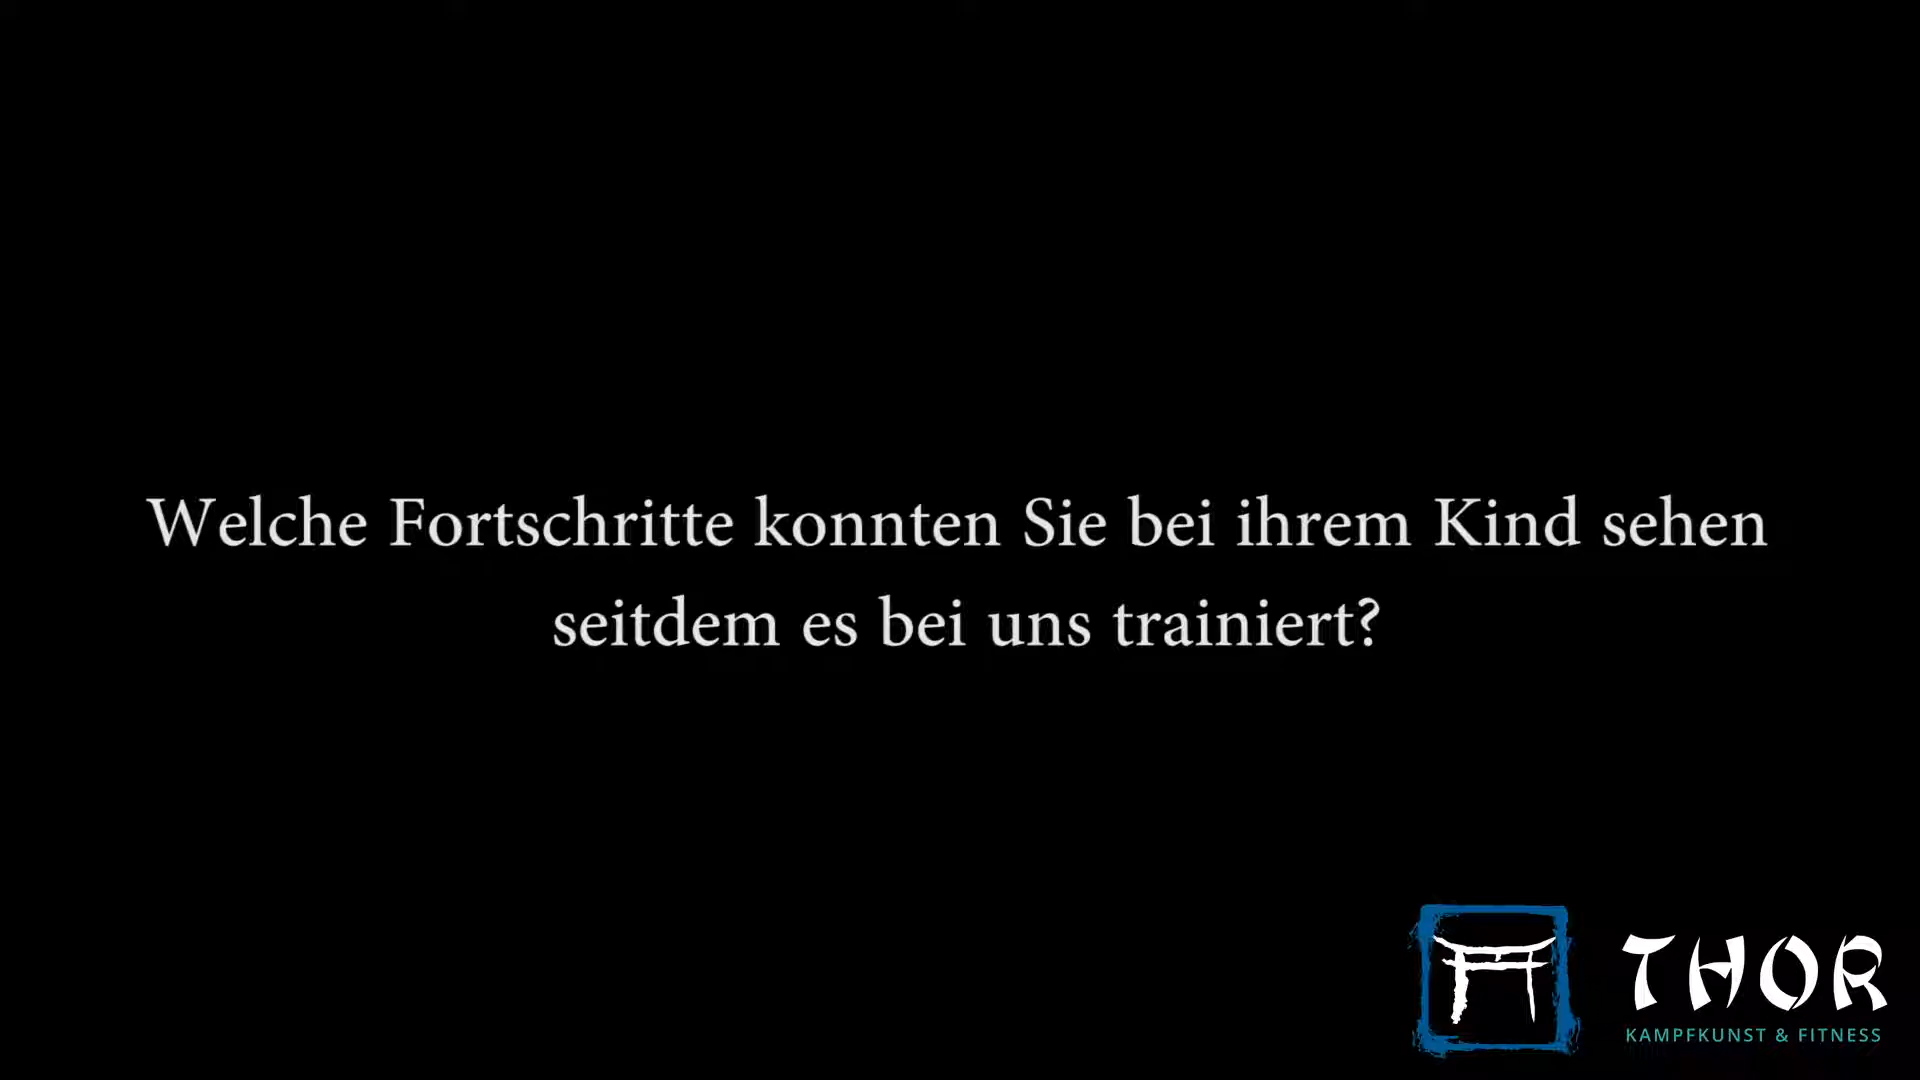 Welche Fortschritte konnten Sie bei ihrem Kind sehen
seitdem es bei uns trainiert?
THOR
KAMPFKUNST & FITNESS